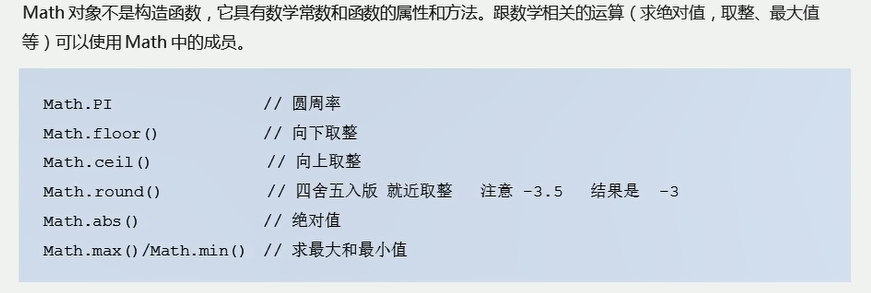 Math 对象不是构造函数，它具有数学常数和函数的属性和方法。跟数学相关的运算（求绝对值，取整、最大值
等）可以使用 Math 中的成员。
Math.PI // 圆周率
Math.floor() // 向下取整
Math.ceil() // 向上取整
Math.round() // 四舍五入版 就近取整 注意 -3.5 结果是 -3
Math.abs() // 绝对值
Math.max()/Math.min() // 求最大和最小值